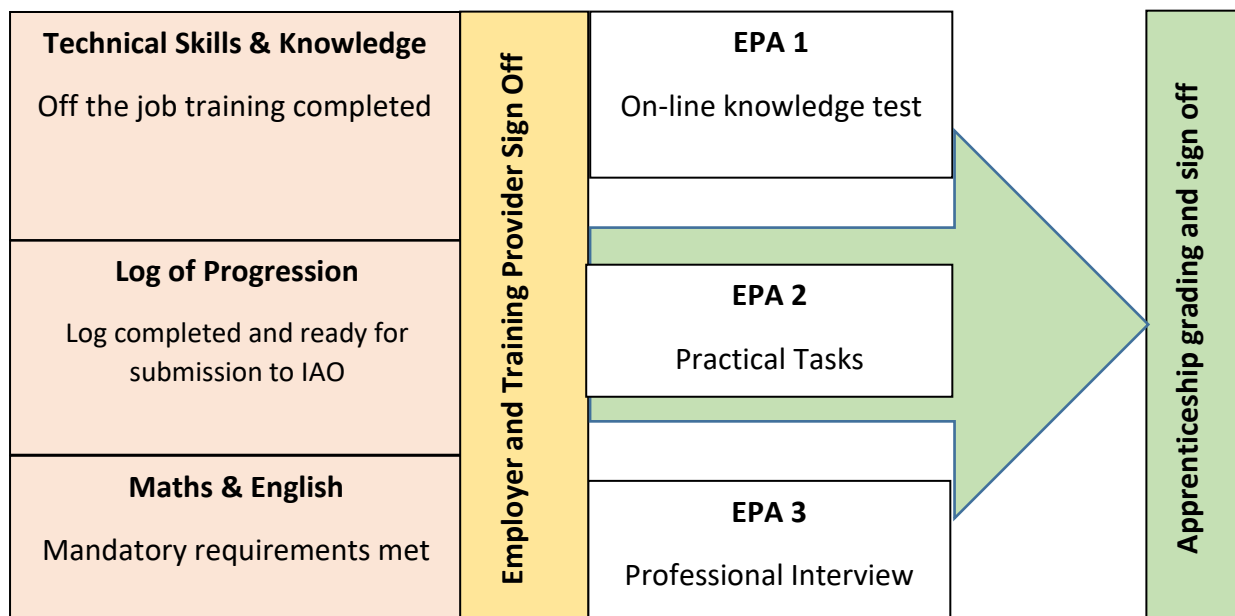 Technical Skills & Knowledge
Off the job training completed
Log of Progression
Log completed and ready for
submission to IAO
Maths & English
Mandatory requirements met
Employer and Training Provider Sign Off
EPA 1
On-line knowledge test
EPA 2
Practical Tasks
EPA 3
Professional Interview
Apprenticeship grading and sign off